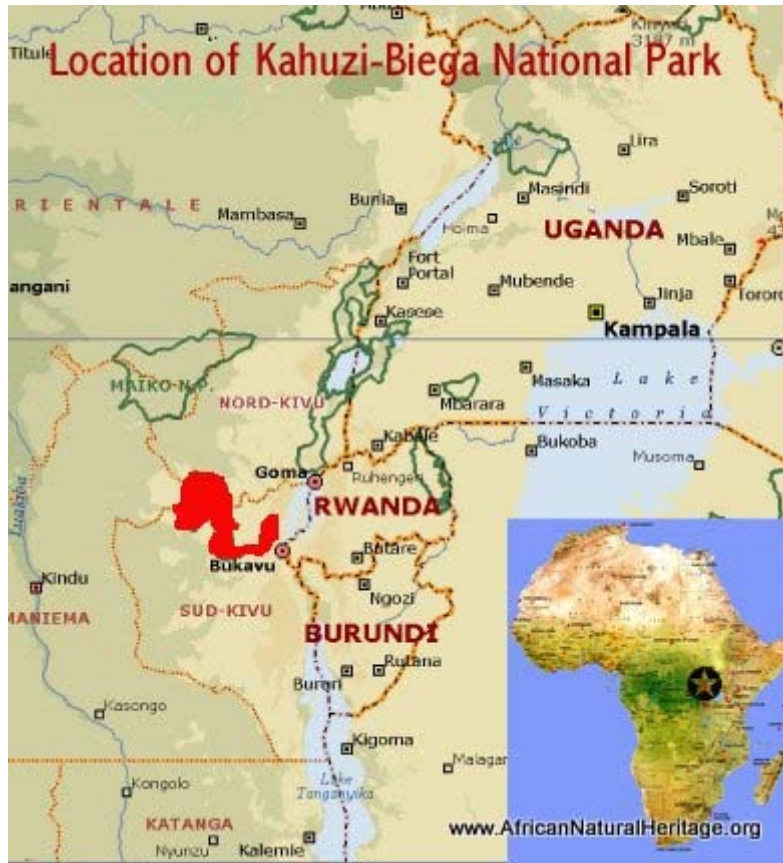 Titule
3187 m
Location of Kahuzi-Biega National Park
Lira
Bunia
Masindi
Soroti
RIENTALE
Mambasa
Hoima
UGANDA
Mbale
Fort
Portal
angani
Mubende
Jinja
Tororo
Kasese
Kampala
MAIKO N.P.
NORD-KIVU
Masaka
Lake
Mbarara
Victoria
Kabale
Bukoba
Goma
Ruhengeri
Musoma
RWANDA
Butare
Bukavu
Kindu
Ngozi
MANIEMA
SUD-KIVU
BURUNDI
Bururi
Rutana
Kasongo
Kigoma
Malagar
Lake
Tanganyika
Kongolo
KATANGA
www.AfricanNaturalHeritage.org
Nyunzu
Kalemie